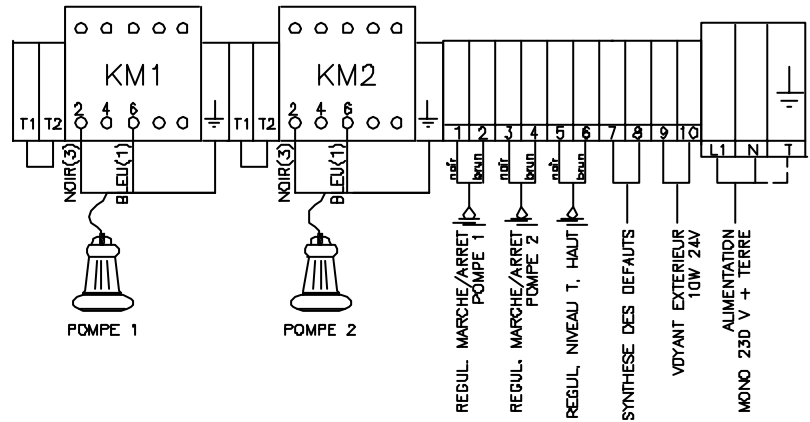 KM1
KM2
2 4 6
2 4 6
T1 T2
T1 T2
1 2 3 4 5 6 7 8 9 10
L1 N T
NOIR(3)
BLEU(1)
NOIR(3)
BLEU(1)
noir
brun
noir
brun
noir
brun
POMPE 1
POMPE 2
REGUL. MARCHE/ARRET
POMPE 1
REGUL. MARCHE/ARRET
POMPE 2
REGUL, NIVEAU T, HAUT
SYNTHESE DES DEFAUTS
VOYANT EXTERIEUR
10W 24V
ALIMENTATION
MONO 230 V + TERRE